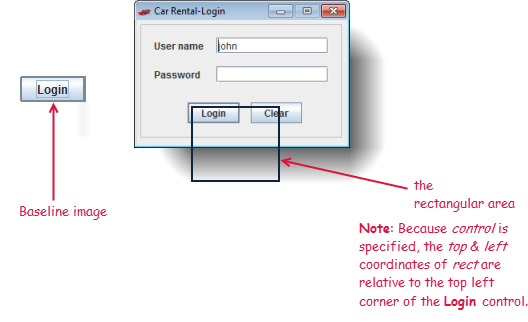 Car Rental-Login
User name
john
Password
Login
Clear
Login
Baseline image
the
rectangular area
Note: Because control is
specified, the top & left
coordinates of rect are
relative to the top left
corner of the Login control.